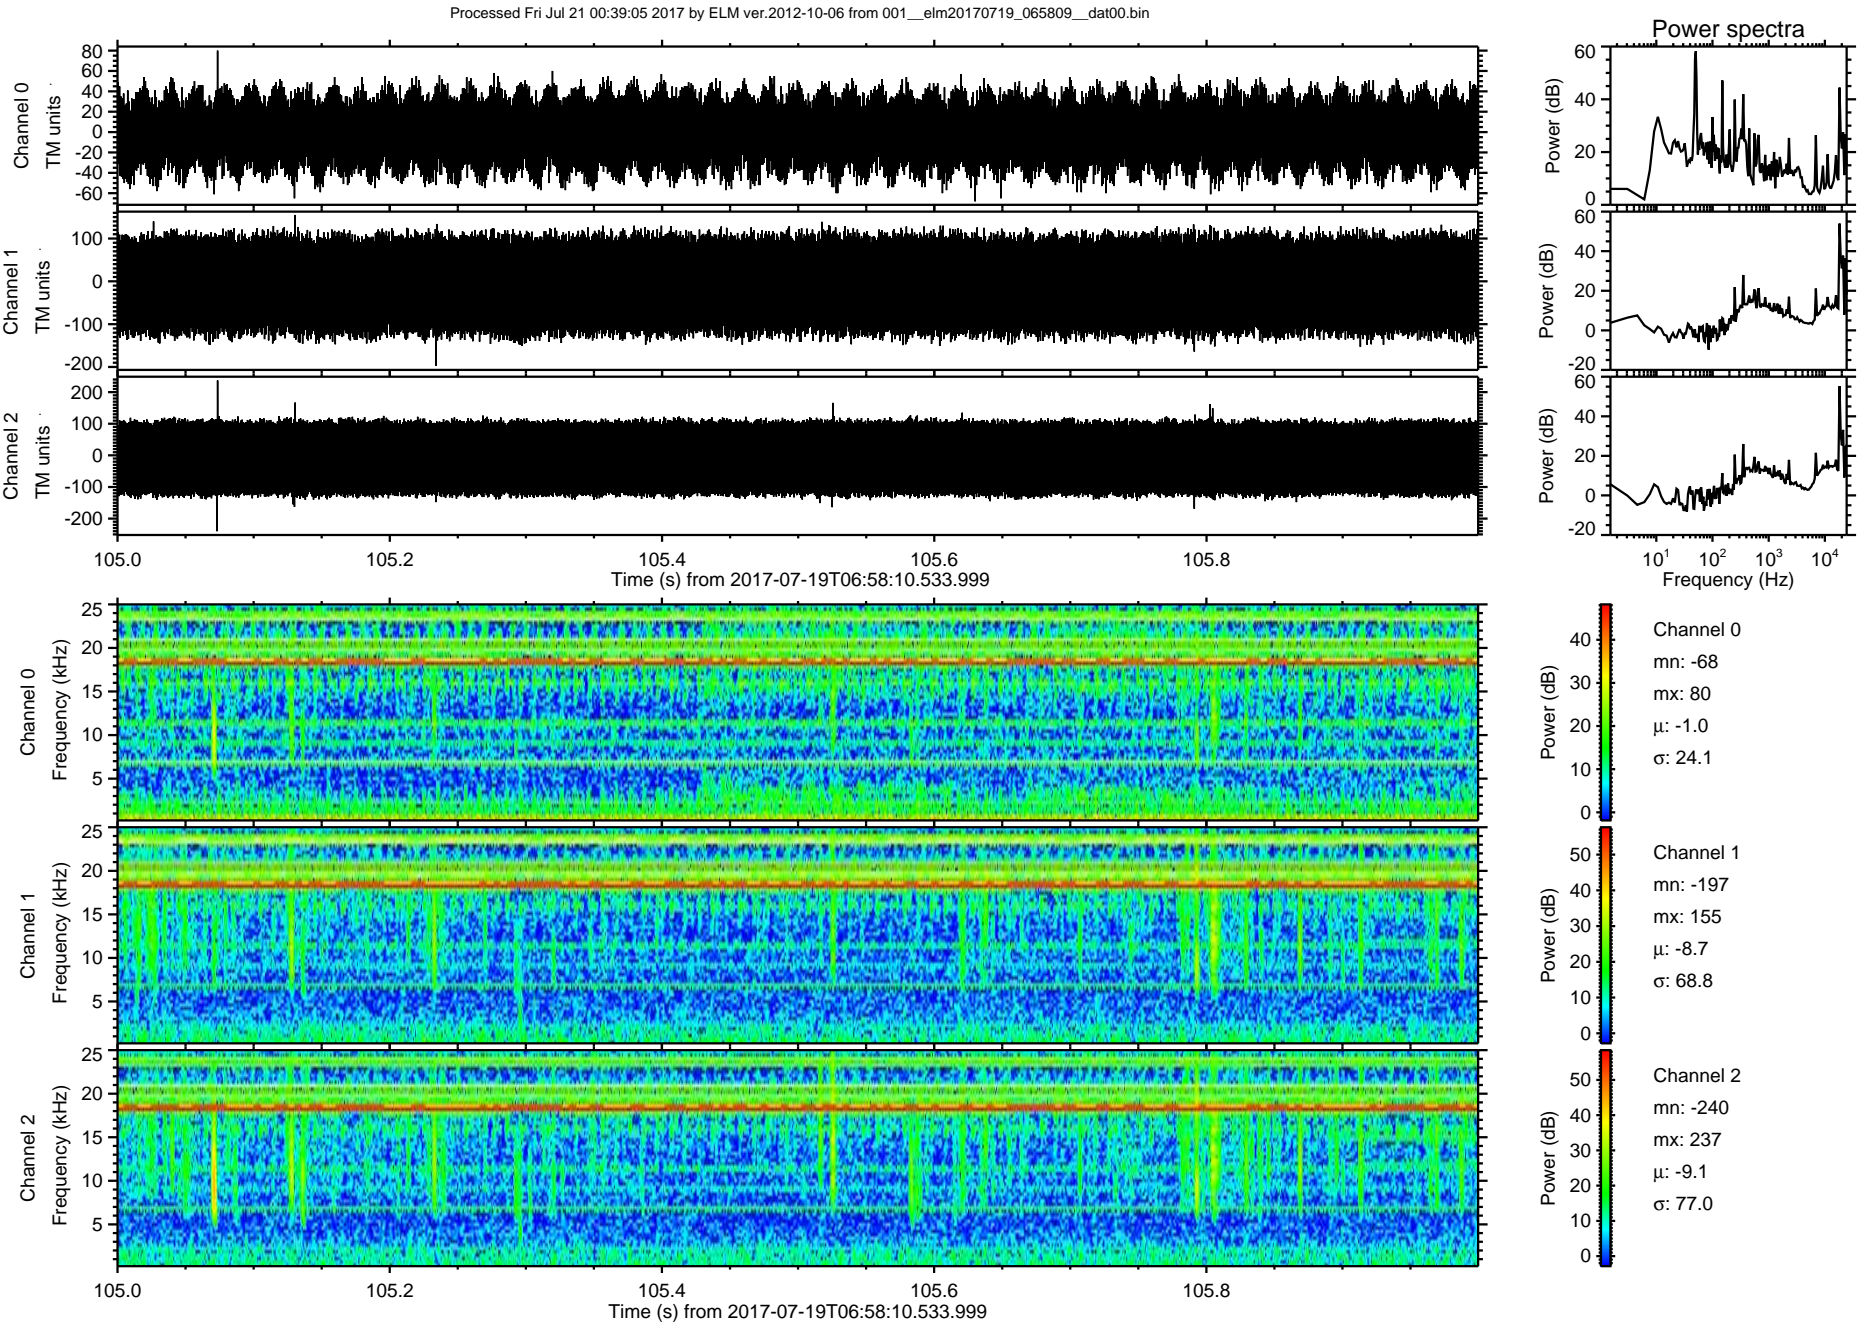 Processed Fri Jul 21 00:39:05 2017 by ELM ver.2012-10-06 from 001__elm20170719_065809__dat00.bin
Power spectra
Channel 0
TM units
80
60
40
20
0
-20
-40
-60
Power (dB)
60
40
20
0
Channel 1
TM units
100
0
-100
-200
Power (dB)
60
40
20
0
-20
Channel 2
TM units
200
100
0
-100
-200
Power (dB)
60
40
20
0
-20
105.0 105.2 105.4 105.6 105.8
Time (s) from 2017-07-19T06:58:10.533.999
10¹ 10² 10³ 10⁴
Frequency (Hz)
Channel 0
Frequency (kHz)
25
20
15
10
5
Power (dB)
40
30
20
10
0
Channel 0
mn: -68
mx: 80
μ: -1.0
σ: 24.1
Channel 1
Frequency (kHz)
25
20
15
10
5
Power (dB)
50
40
30
20
10
0
Channel 1
mn: -197
mx: 155
μ: -8.7
σ: 68.8
Channel 2
Frequency (kHz)
25
20
15
10
5
Power (dB)
50
40
30
20
10
0
Channel 2
mn: -240
mx: 237
μ: -9.1
σ: 77.0
105.0 105.2 105.4 105.6 105.8
Time (s) from 2017-07-19T06:58:10.533.999